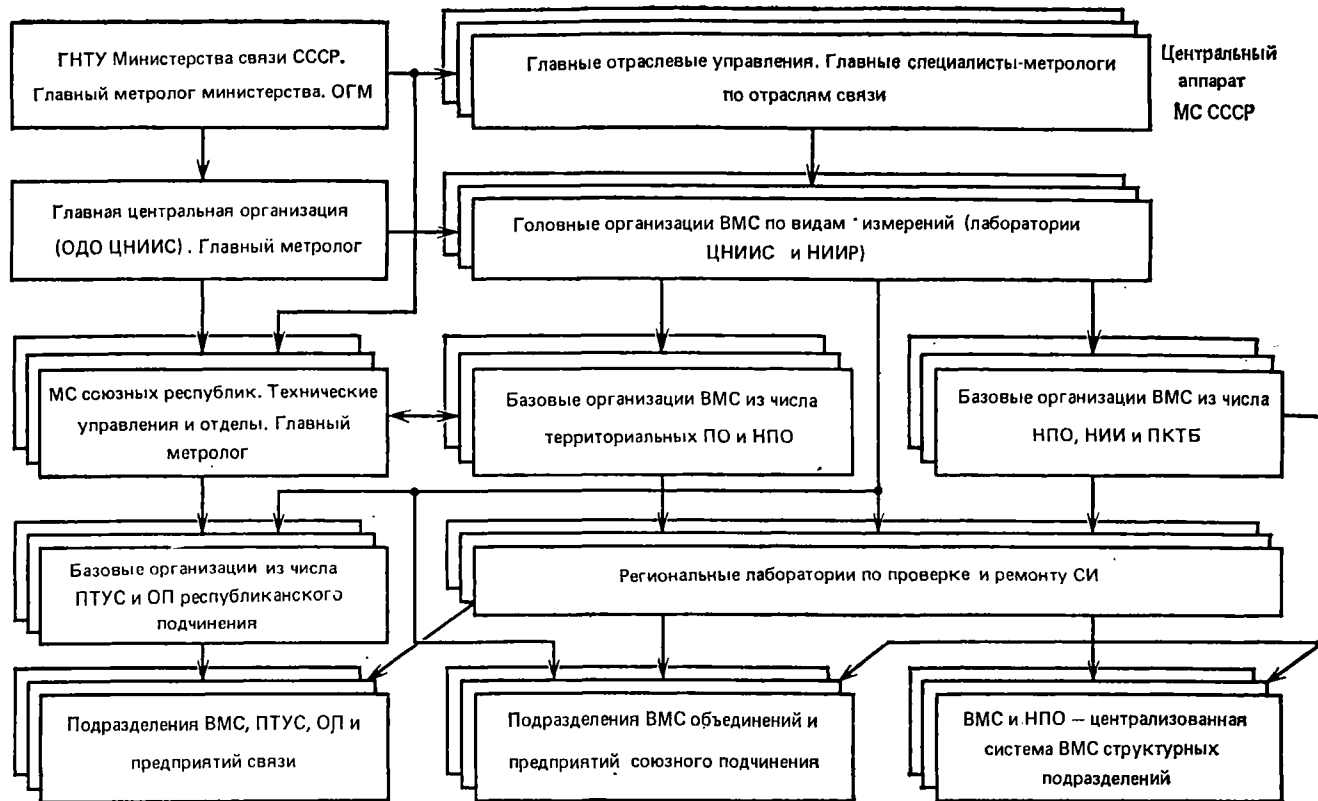 ГНТУ Министерства связи СССР.
Главный метролог министерства. ОГМ
Главные отраслевые управления. Главные специалисты-метрологи
по отраслям связи
Центральный
аппарат
МС СССР
Главная центральная организация
(ОДО ЦНИИС). Главный метролог
Головные организации ВМС по видам измерений (лаборатории
ЦНИИС и НИИР)
МС союзных республик. Технические
управления и отделы. Главный
метролог
Базовые организации ВМС из числа
территориальных ПО и НПО
Базовые организации ВМС из числа
НПО, НИИ и ПКТБ
Базовые организации из числа
ПТУС и ОП республиканского
подчинения
Региональные лаборатории по проверке и ремонту СИ
Подразделения ВМС, ПТУС, ОП и
предприятий связи
Подразделения ВМС объединений и
предприятий союзного подчинения
ВМС и НПО — централизованная
система ВМС структурных
подразделений